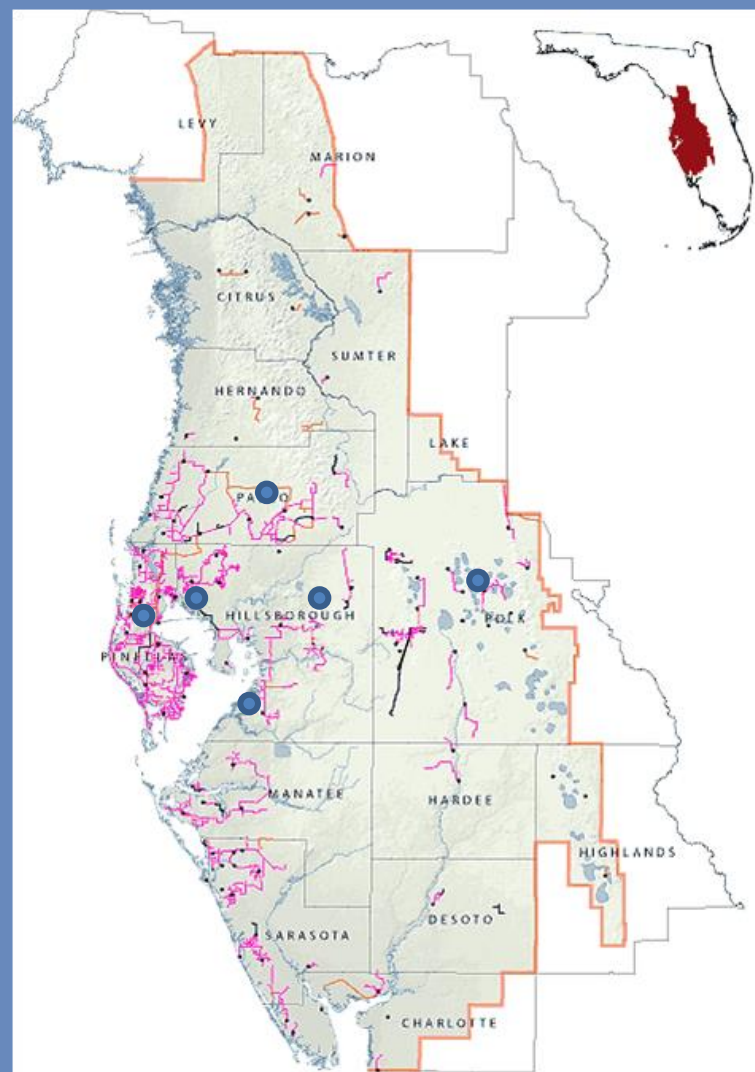 LEVY
MARION
CITRUS
SUMTER
HERNANDO
LAKE
HILLSBOROUGH
POLK
MANATEE
HARDEE
HIGHLANDS
DESOTO
SARASOTA
CHARLOTTE